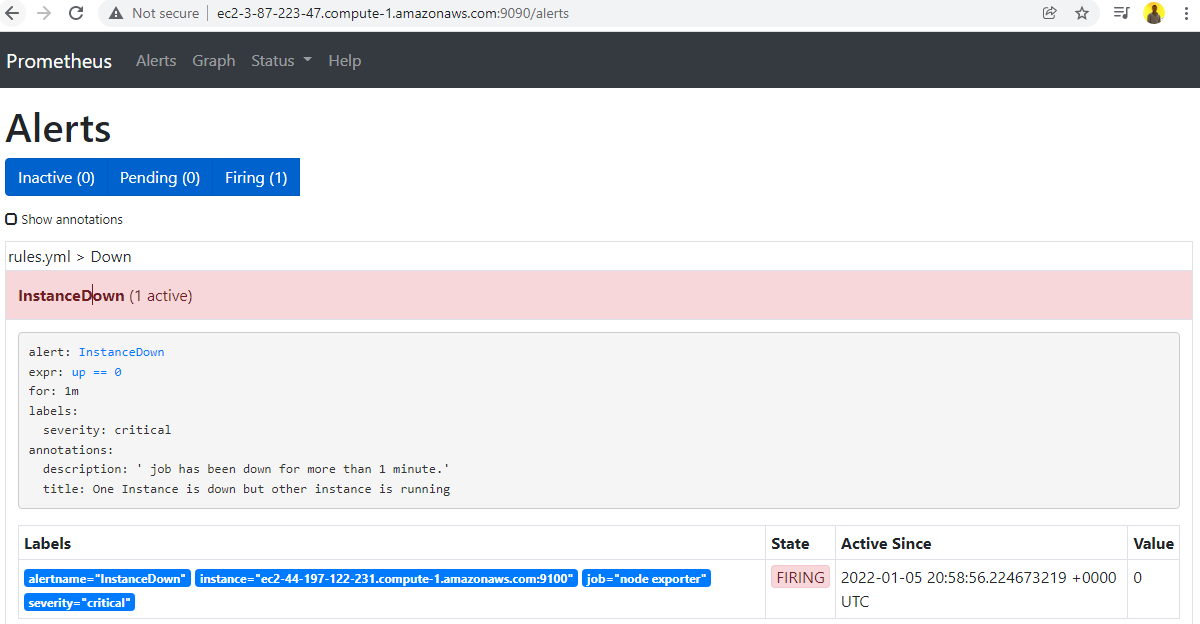 Not secure ec2-3-87-223-47.compute-1.amazonaws.com:9090/alerts
Prometheus Alerts Graph Status Help
Alerts
Inactive (0) Pending (0) Firing (1)
Show annotations
rules.yml > Down
InstanceDown (1 active)
alert: InstanceDown
expr: up == 0
for: 1m
labels:
severity: critical
annotations:
description: ' job has been down for more than 1 minute.'
title: One Instance is down but other instance is running
Labels State Active Since Value
alertname="InstanceDown" instance="ec2-44-197-122-231.compute-1.amazonaws.com:9100" job="node exporter" FIRING 2022-01-05 20:58:56.224673219 +0000 0
severity="critical" UTC